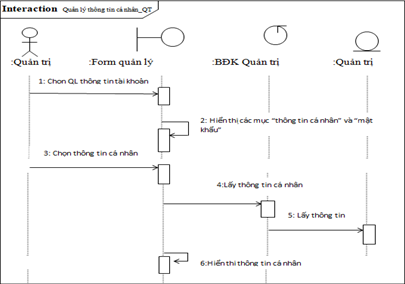 Interaction Quản lý thông tin cá nhân_QT
:Quản trị :Form quản lý :BĐK Quản trị :Quản trị
1: Chọn QL thông tin tài khoản
2: Hiển thị các mục "thông tin cá nhân" và "mật
khẩu"
3: Chọn thông tin cá nhân
4:Lấy thông tin cá nhân
5: Lấy thông tin
6:Hiển thi thông tin cá nhân